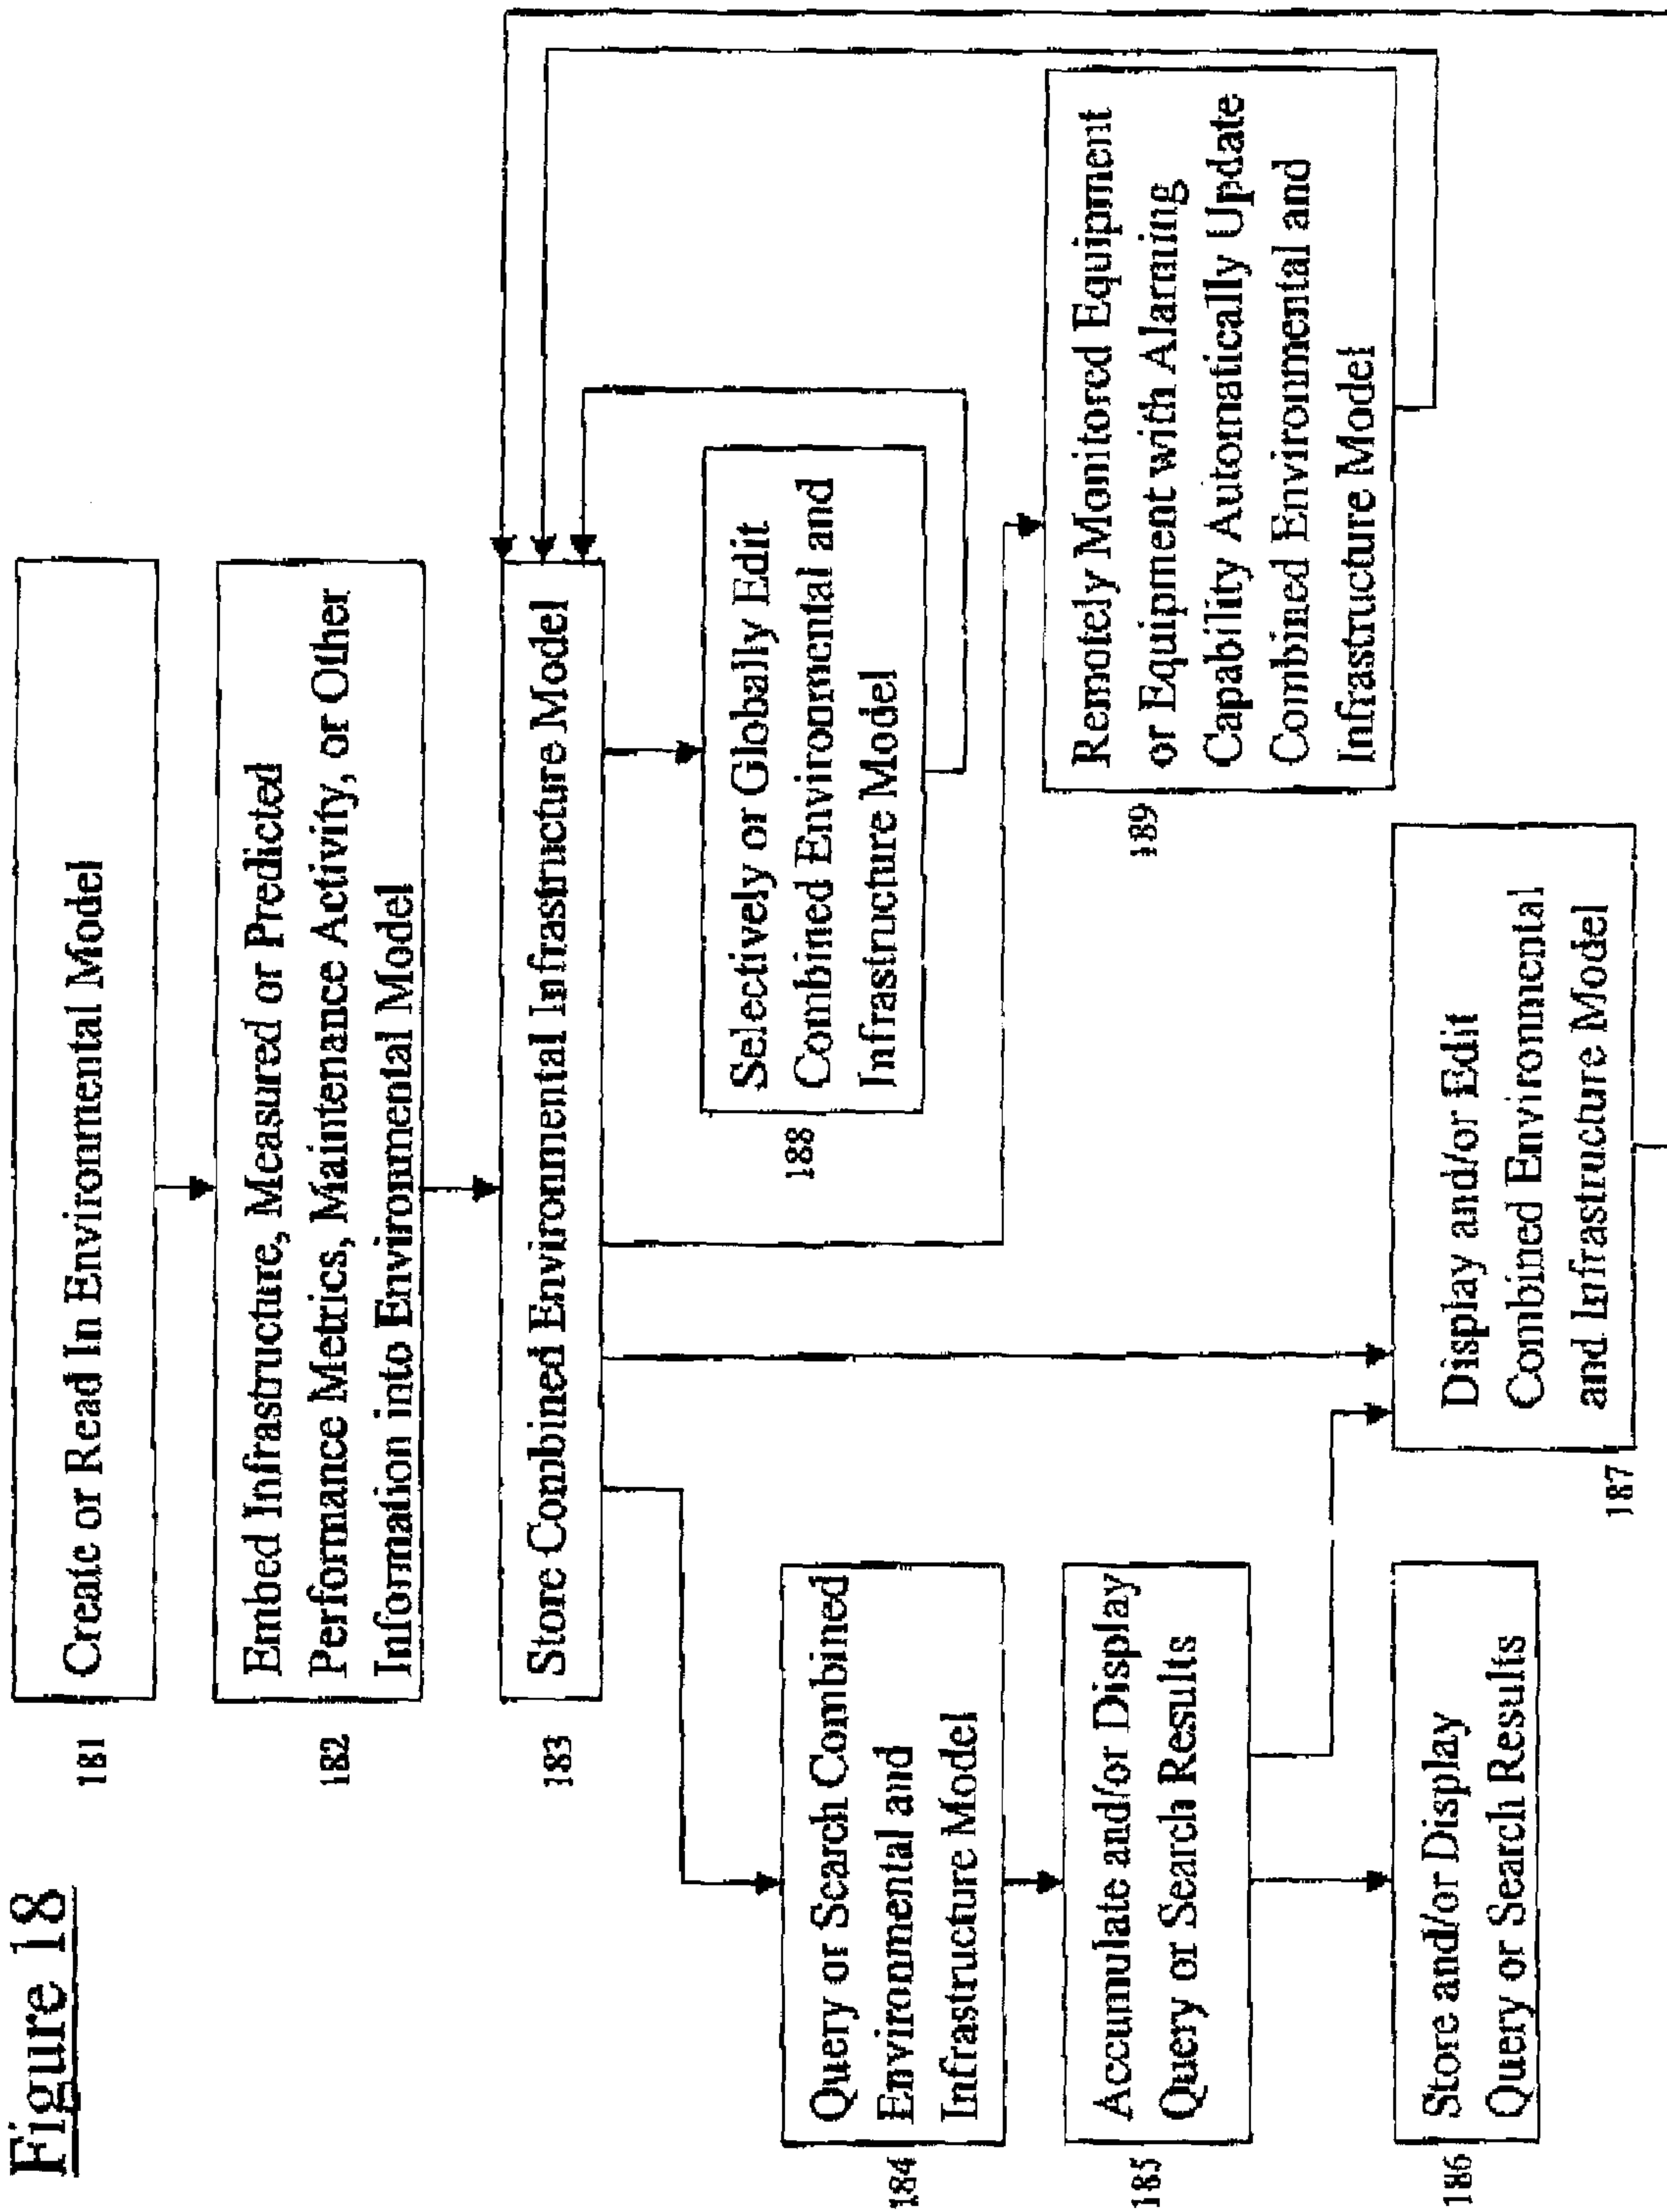 Figure 18
181
Create or Read In Environmental Model
182
Embed Infrastructure, Measured or Predicted
Performance Metrics, Maintenance Activity, or Other
Information into Environmental Model
183
Store Combined Environmental Infrastructure Model
184
Query or Search Combined
Environmental and
Infrastructure Model
188
Selectively or Globally Edit
Combined Environmental and
Infrastructure Model
185
Accumulate and/or Display
Query or Search Results
189
Remotely Monitored Equipment
or Equipment with Alarming
Capability Automatically Update
Combined Environmental and
Infrastructure Model
186
Store and/or Display
Query or Search Results
187
Display and/or Edit
Combined Environmental
and Infrastructure Model